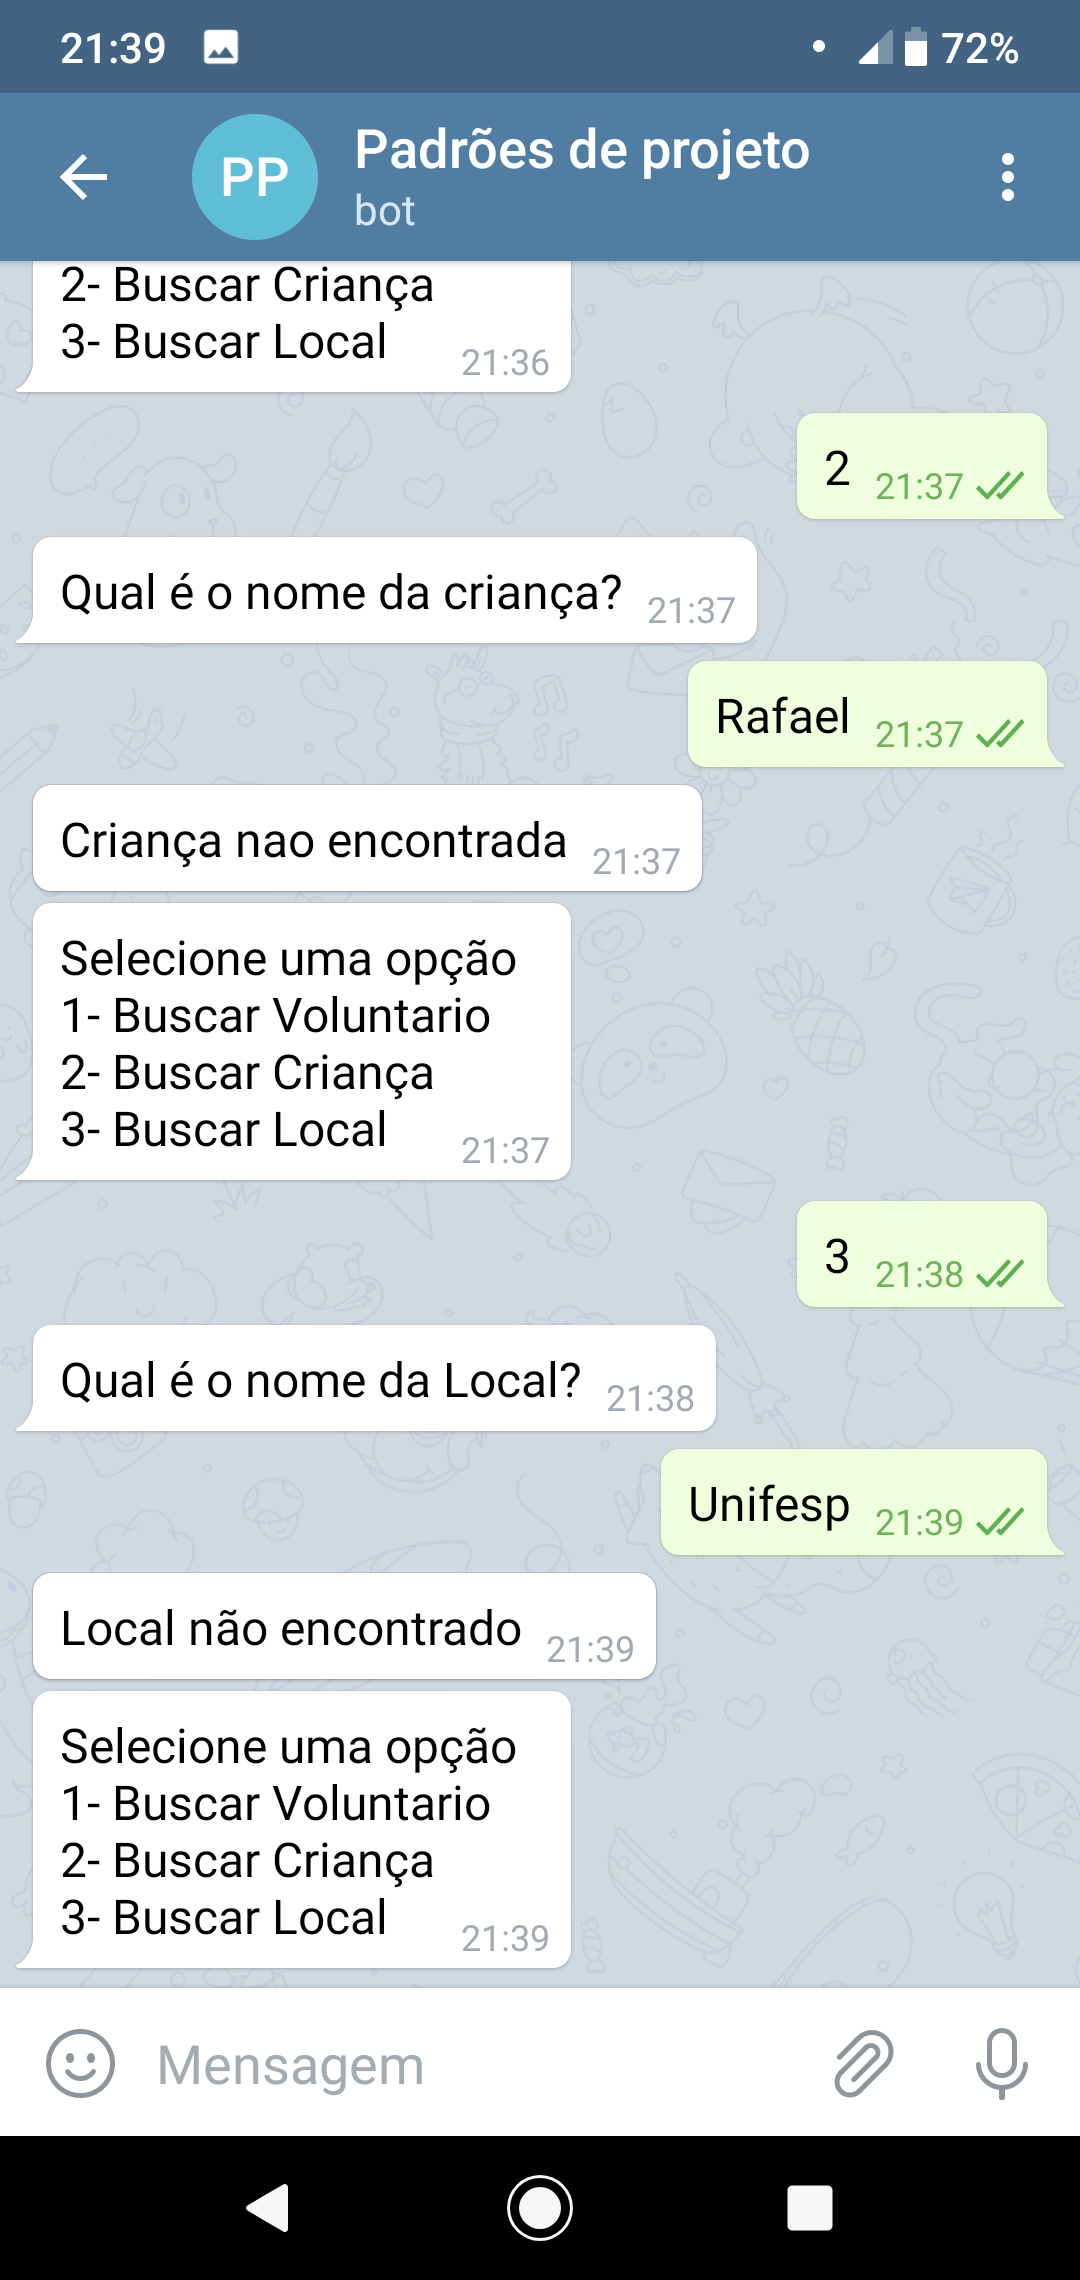 21:39
72%
PP
Padrões de projeto
bot
2- Buscar Criança
3- Buscar Local
21:36
2
21:37
Qual é o nome da criança?
21:37
Rafael
21:37
Criança nao encontrada
21:37
Selecione uma opção
1- Buscar Voluntario
2- Buscar Criança
3- Buscar Local
21:37
3
21:38
Qual é o nome da Local?
21:38
Unifesp
21:39
Local não encontrado
21:39
Selecione uma opção
1- Buscar Voluntario
2- Buscar Criança
3- Buscar Local
21:39
Mensagem